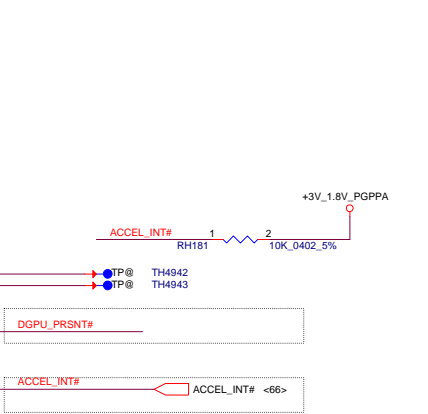 +3V_1.8V_PGPPA
ACCEL_INT# 1 2
RH181 10K_0402_5%
TP@ TH4942
TP@ TH4943
DGPU_PRSNT#
ACCEL_INT#
ACCEL_INT# <66>